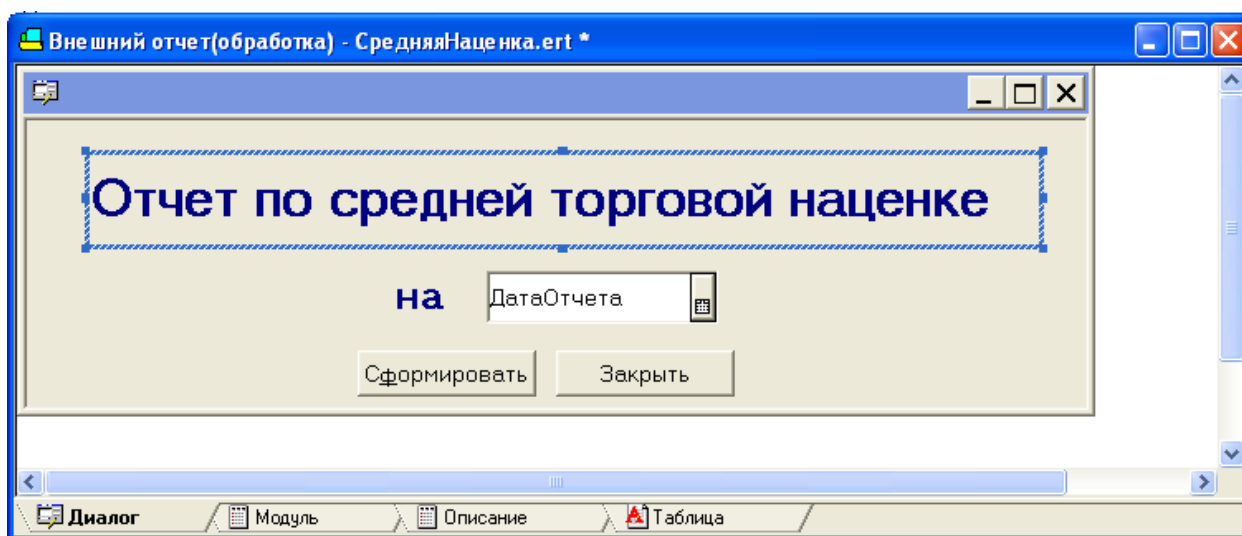 Внешний отчет(обработка) - СредняяНаценка.ert *
Отчет по средней торговой наценке
на ДатаОтчета
Сформировать Закрыть
Диалог Модуль Описание Таблица